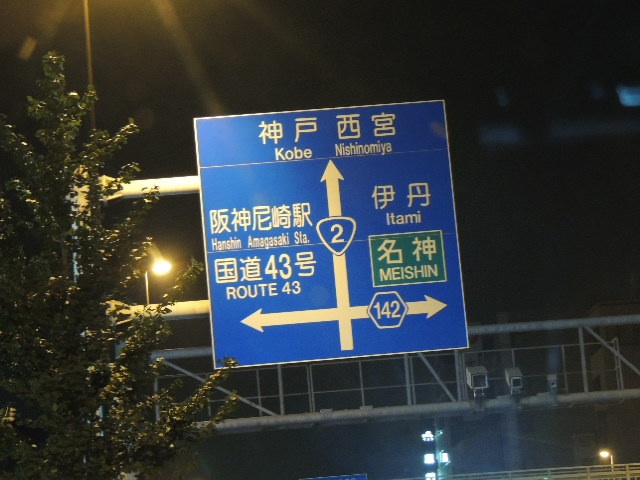 神戸 西宮
Kobe Nishinomiya
伊丹
Itami
阪神尼崎駅
Hanshin Amagasaki Sta.
2
国道43号
ROUTE 43
名神
MEISHIN
142